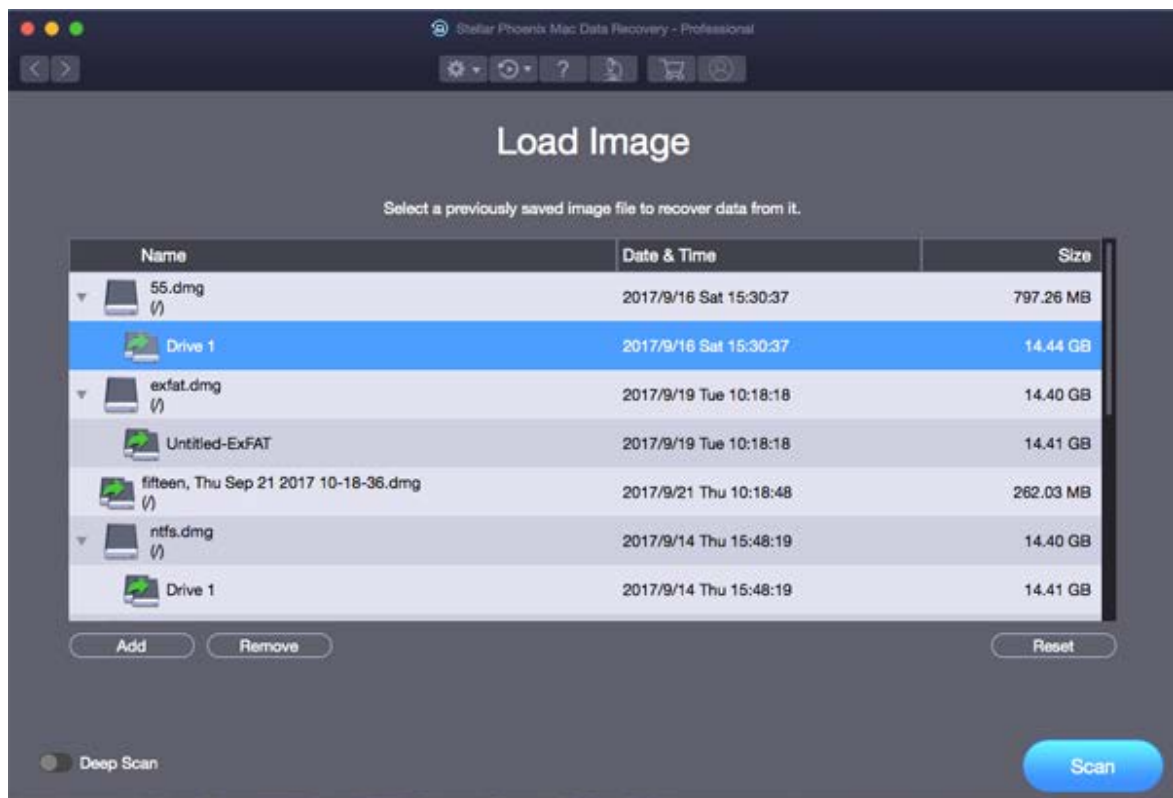 Stellar Phoenix Mac Data Recovery - Professional
?
Load Image
Select a previously saved image file to recover data from it.
Name Date & Time Size
55.dmg
(/)
2017/9/16 Sat 15:30:37 797.26 MB
Drive 1 2017/9/16 Sat 15:30:37 14.44 GB
exfat.dmg
(/)
2017/9/19 Tue 10:18:18 14.40 GB
Untitled-ExFAT 2017/9/19 Tue 10:18:18 14.41 GB
fifteen, Thu Sep 21 2017 10-18-36.dmg
(/)
2017/9/21 Thu 10:18:48 262.03 MB
ntfs.dmg
(/)
2017/9/14 Thu 15:48:19 14.40 GB
Drive 1 2017/9/14 Thu 15:48:19 14.41 GB
Add Remove Reset
Deep Scan Scan